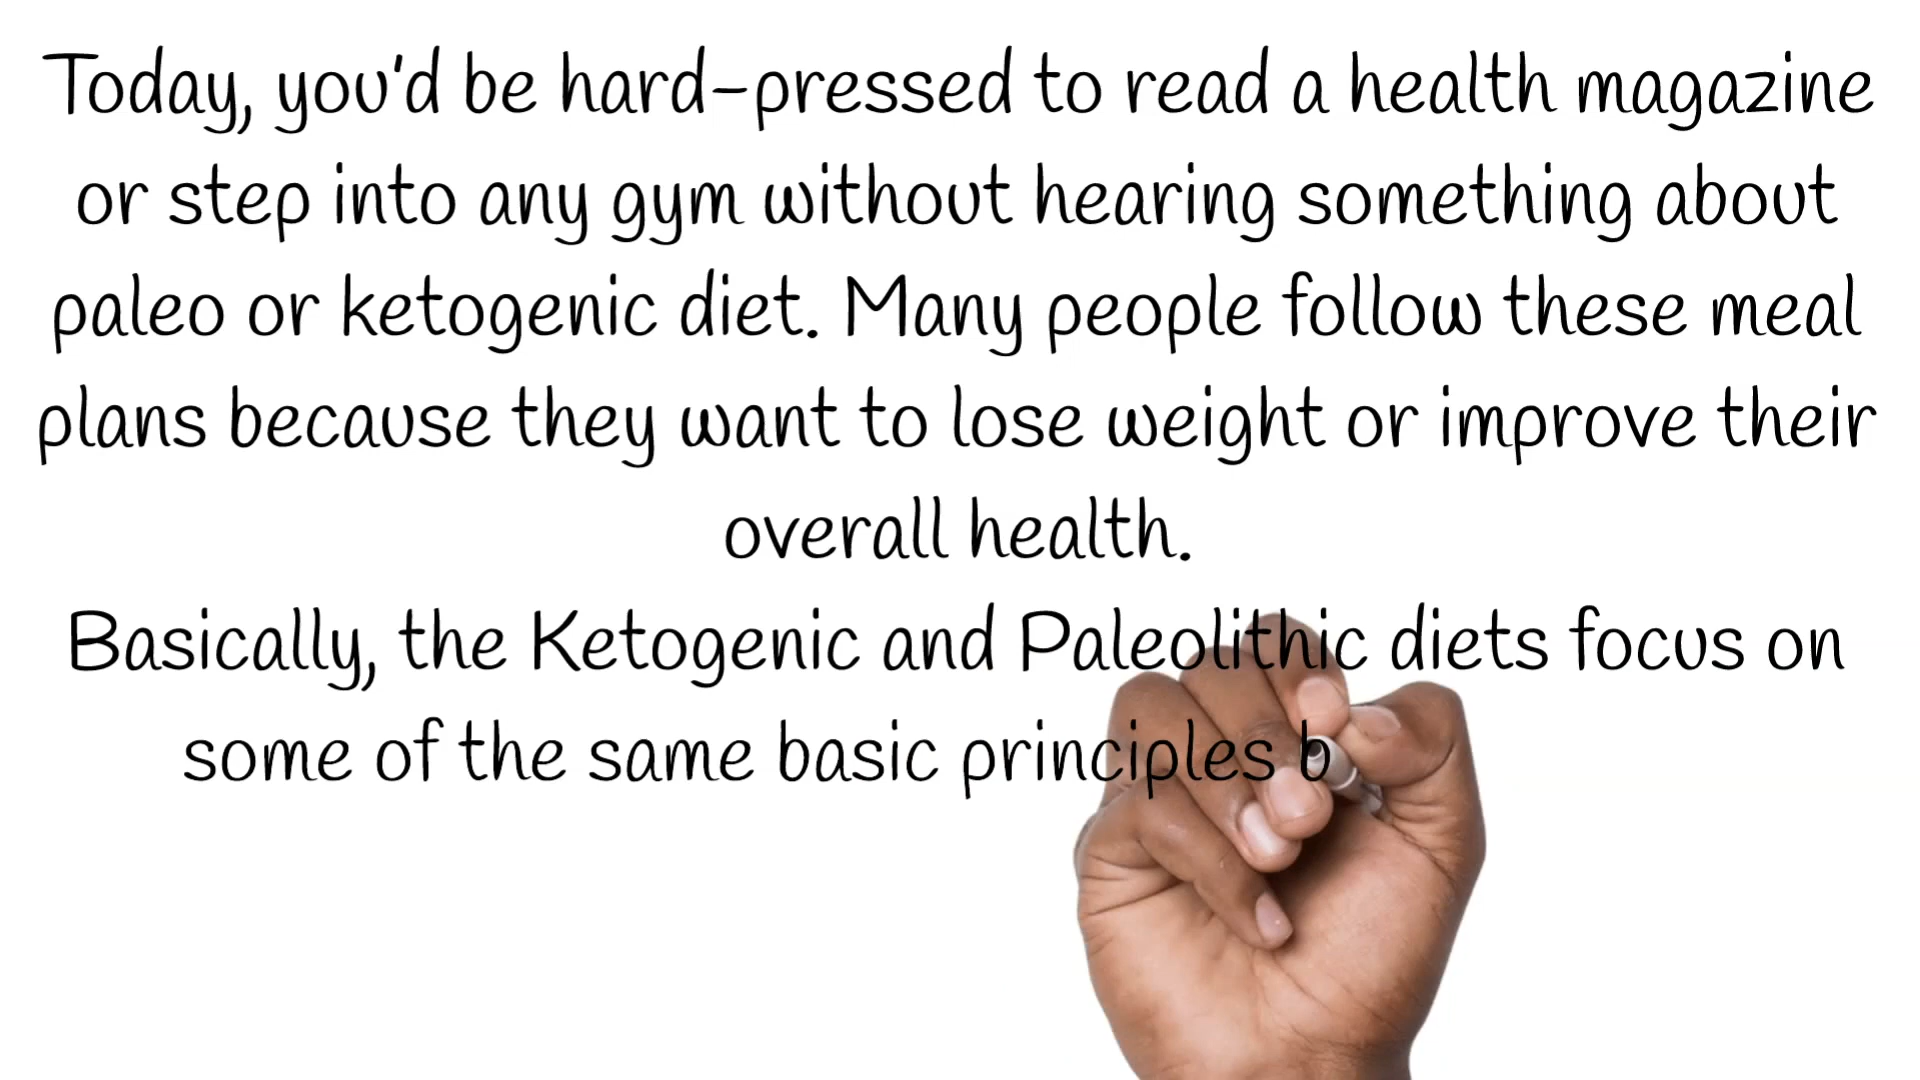 Today, you'd be hard-pressed to read a health magazine
or step into any gym without hearing something about
paleo or ketogenic diet. Many people follow these meal
plans because they want to lose weight or improve their
overall health.
Basically, the Ketogenic and Paleolithic diets focus on
some of the same basic principles b